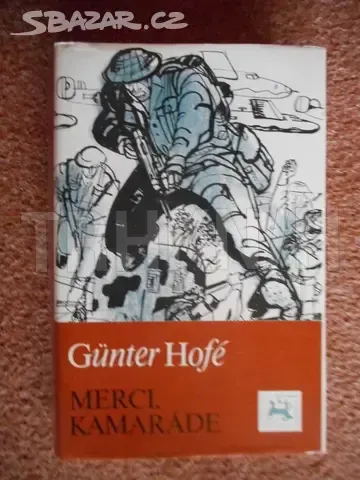 SBAZAR.CZ
Günter Hofé
MERCI,
KAMARÁDE